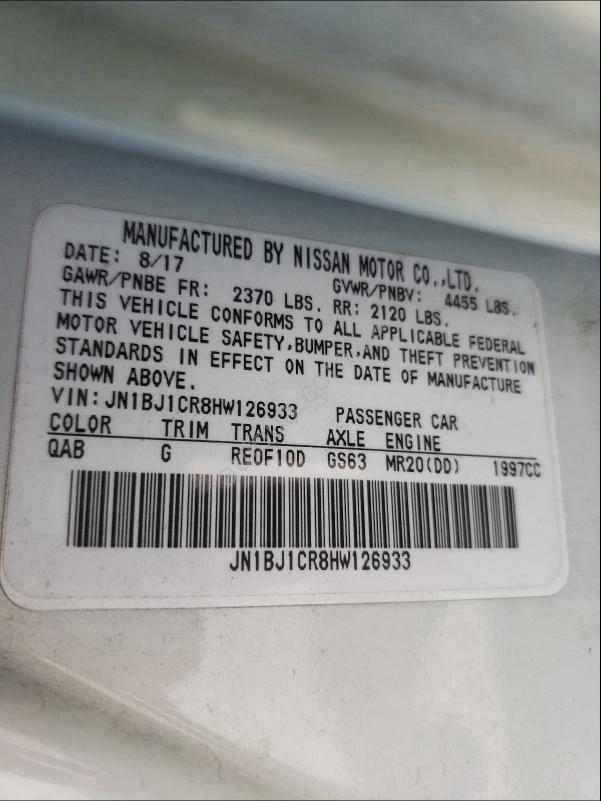 MANUFACTURED BY NISSAN MOTOR CO.,LTD.
DATE: 8/17 GVWR/PNBV: 4455 LBS.
GAWR/PNBE FR: 2370 LBS. RR: 2120 LBS.
THIS VEHICLE CONFORMS TO ALL APPLICABLE FEDERAL
MOTOR VEHICLE SAFETY,BUMPER,AND THEFT PREVENTION
STANDARDS IN EFFECT ON THE DATE OF MANUFACTURE
SHOWN ABOVE.
VIN:JN1BJ1CR8HW126933 PASSENGER CAR
COLOR TRIM TRANS AXLE ENGINE
QAB G RE0F10D GS63 MR20(DD) 1997CC
JN1BJ1CR8HW126933